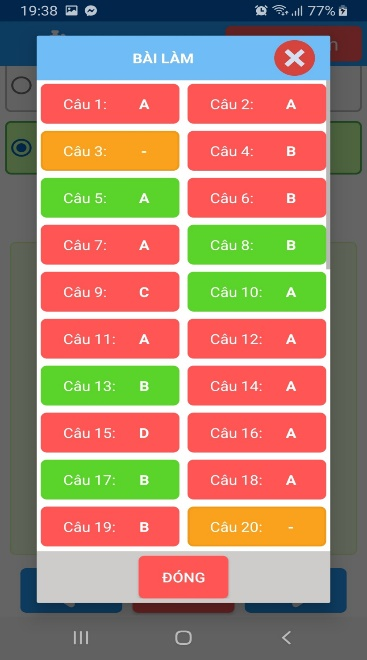 19:38 77%
BÀI LÀM
Câu 1: A Câu 2: A
Câu 3: - Câu 4: B
Câu 5: A Câu 6: B
Câu 7: A Câu 8: B
Câu 9: C Câu 10: A
Câu 11: A Câu 12: A
Câu 13: B Câu 14: A
Câu 15: D Câu 16: A
Câu 17: B Câu 18: A
Câu 19: B Câu 20: -
ĐÓNG